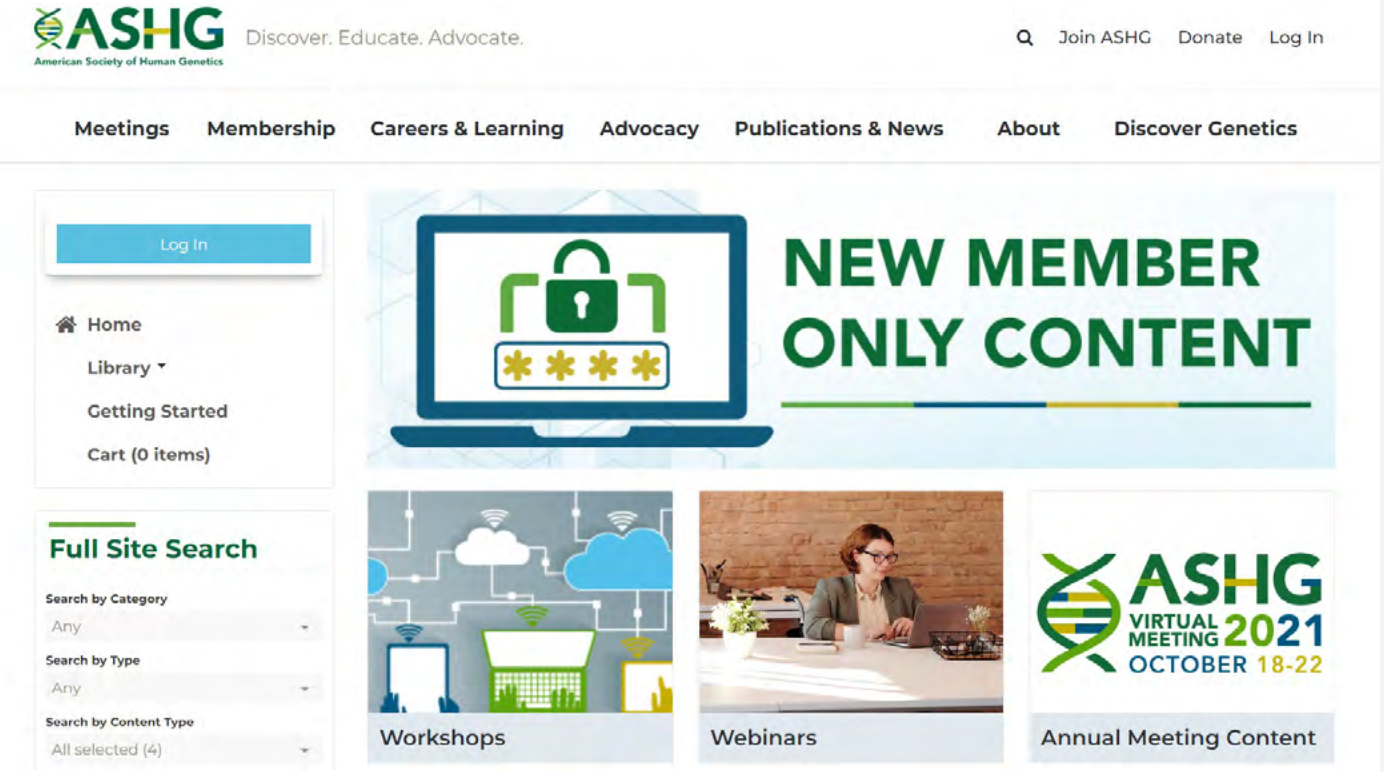 ASHG
American Society of Human Genetics
Discover. Educate. Advocate.
Join ASHG Donate Log In
Meetings Membership Careers & Learning Advocacy Publications & News About Discover Genetics
Log In
Home
Library
Getting Started
Cart (0 items)
NEW MEMBER
ONLY CONTENT
****
Full Site Search
Search by Category
Any
Search by Type
Any
Search by Content Type
All selected (4)
Workshops
Webinars
ASHG
VIRTUAL
MEETING 2021
OCTOBER 18-22
Annual Meeting Content